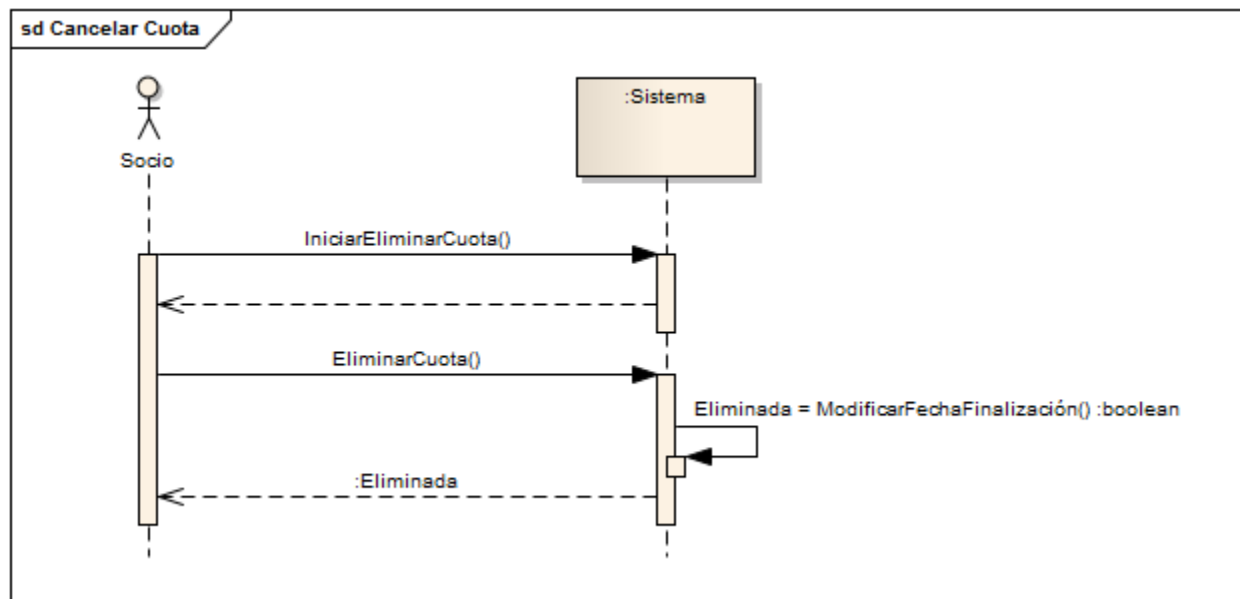 sd Cancelar Cuota
:Sistema
Socio
IniciarEliminarCuota()
EliminarCuota()
Eliminada = ModificarFechaFinalización() :boolean
:Eliminada